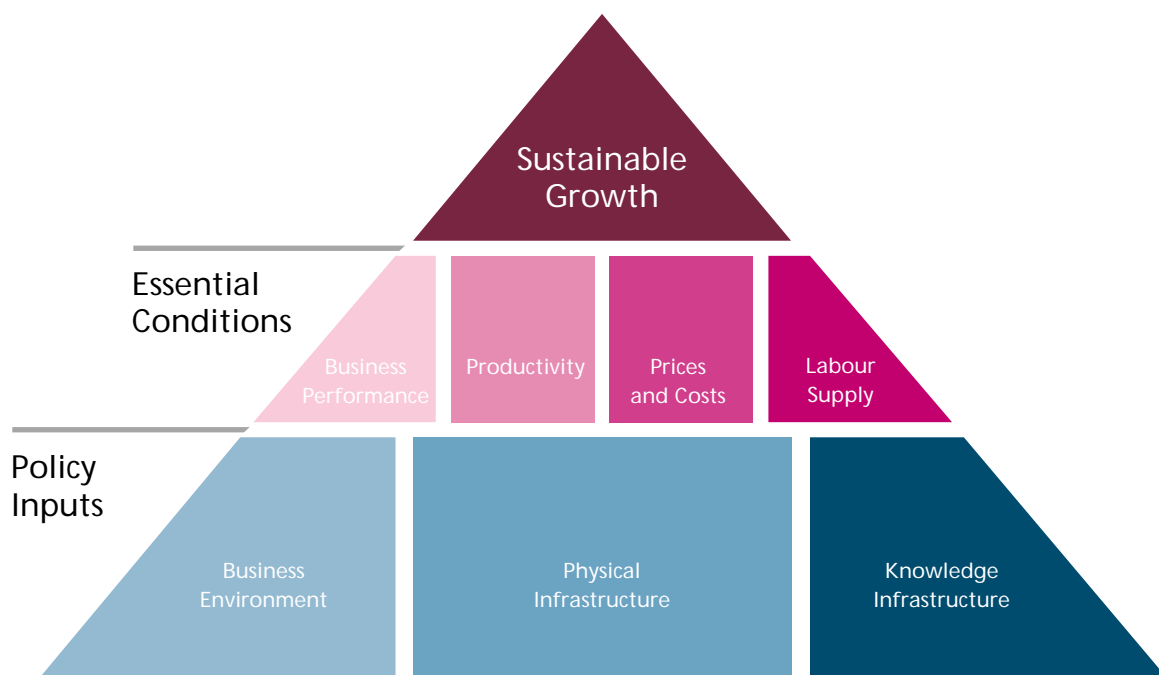 Sustainable
Growth
Essential
Conditions
Business
Performance
Productivity
Prices
and Costs
Labour
Supply
Policy
Inputs
Business
Environment
Physical
Infrastructure
Knowledge
Infrastructure